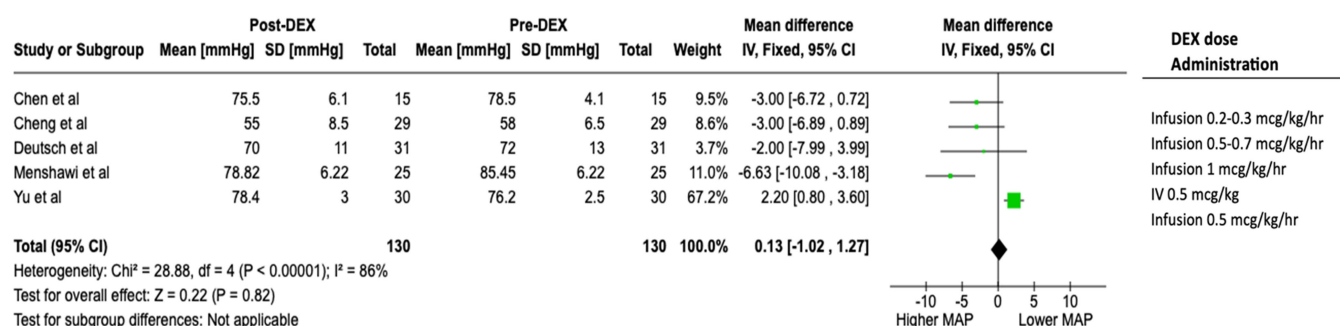 Post-DEX Pre-DEX Mean difference Mean difference
Study or Subgroup Mean [mmHg] SD [mmHg] Total Mean [mmHg] SD [mmHg] Total Weight IV, Fixed, 95% CI IV, Fixed, 95% CI
DEX dose
Administration
Chen et al 75.5 6.1 15 78.5 4.1 15 9.5% -3.00 [-6.72 , 0.72]
Cheng et al 55 8.5 29 58 6.5 29 8.6% -3.00 [-6.89 , 0.89]
Deutsch et al 70 11 31 72 13 31 3.7% -2.00 [-7.99 , 3.99]
Menshawi et al 78.82 6.22 25 85.45 6.22 25 11.0% -6.63 [-10.08 , -3.18]
Yu et al 78.4 3 30 76.2 2.5 30 67.2% 2.20 [0.80 , 3.60]
Infusion 0.2-0.3 mcg/kg/hr
Infusion 0.5-0.7 mcg/kg/hr
Infusion 1 mcg/kg/hr
IV 0.5 mcg/kg
Infusion 0.5 mcg/kg/hr
Total (95% CI) 130 130 100.0% 0.13 [-1.02 , 1.27]
Heterogeneity: Chi² = 28.88, df = 4 (P < 0.00001); I² = 86%
Test for overall effect: Z = 0.22 (P = 0.82)
Test for subgroup differences: Not applicable
-10 -5 0 5 10
Higher MAP Lower MAP